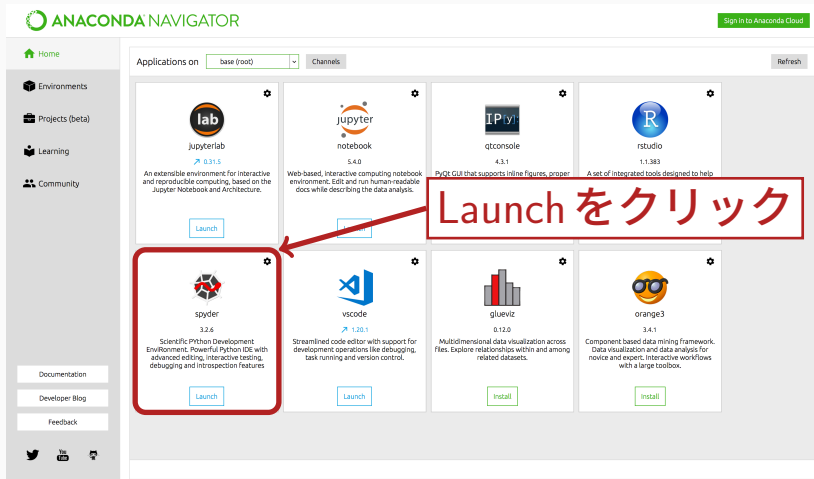 ANACONDA NAVIGATOR
Sign in to Anaconda Cloud
Home
Environments
Projects (beta)
Learning
Community
Documentation
Developer Blog
Feedback
You
Tube
Applications on
base (root)
Channels
Refresh
lab
jupyterlab
0.31.5
An extensible environment for interactive
and reproducible computing, based on the
Jupyter Notebook and Architecture.
Launch
jupyter
notebook
5.4.0
Web-based, interactive computing notebook
environment. Edit and run human-readable
docs while describing the data analysis.
IP[y]:
qtconsole
4.3.1
PyQt GUI that supports inline figures, proper
R
rstudio
1.1.383
A set of integrated tools designed to help
Launch をクリック
spyder
3.2.6
Scientific PYthon Development
EnviRonment. Powerful Python IDE with
advanced editing, interactive testing,
debugging and introspection features
Launch
vscode
1.20.1
Streamlined code editor with support for
development operations like debugging,
task running and version control.
Launch
glueviz
0.12.0
Multidimensional data visualization across
files. Explore relationships within and among
related datasets.
Install
orange3
3.4.1
Component based data mining framework.
Data visualization and data analysis for
novice and expert. Interactive workflows
with a large toolbox.
Install